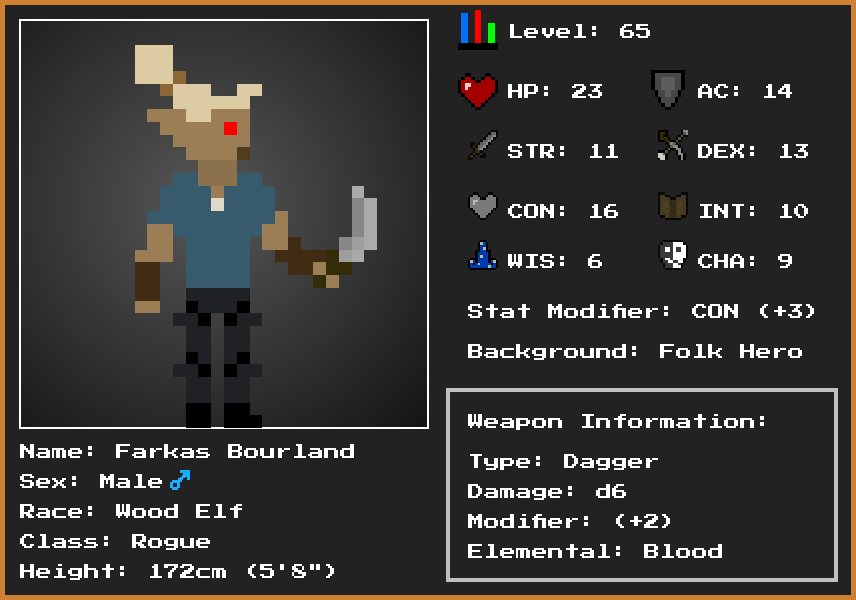 Level: 65
HP: 23
AC: 14
STR: 11
DEX: 13
CON: 16
INT: 10
WIS: 6
CHA: 9
Stat Modifier: CON (+3)
Background: Folk Hero
Weapon Information:
Type: Dagger
Damage: d6
Modifier: (+2)
Elemental: Blood
Name: Farkas Bourland
Sex: Male♂
Race: Wood Elf
Class: Rogue
Height: 172cm (5'8")